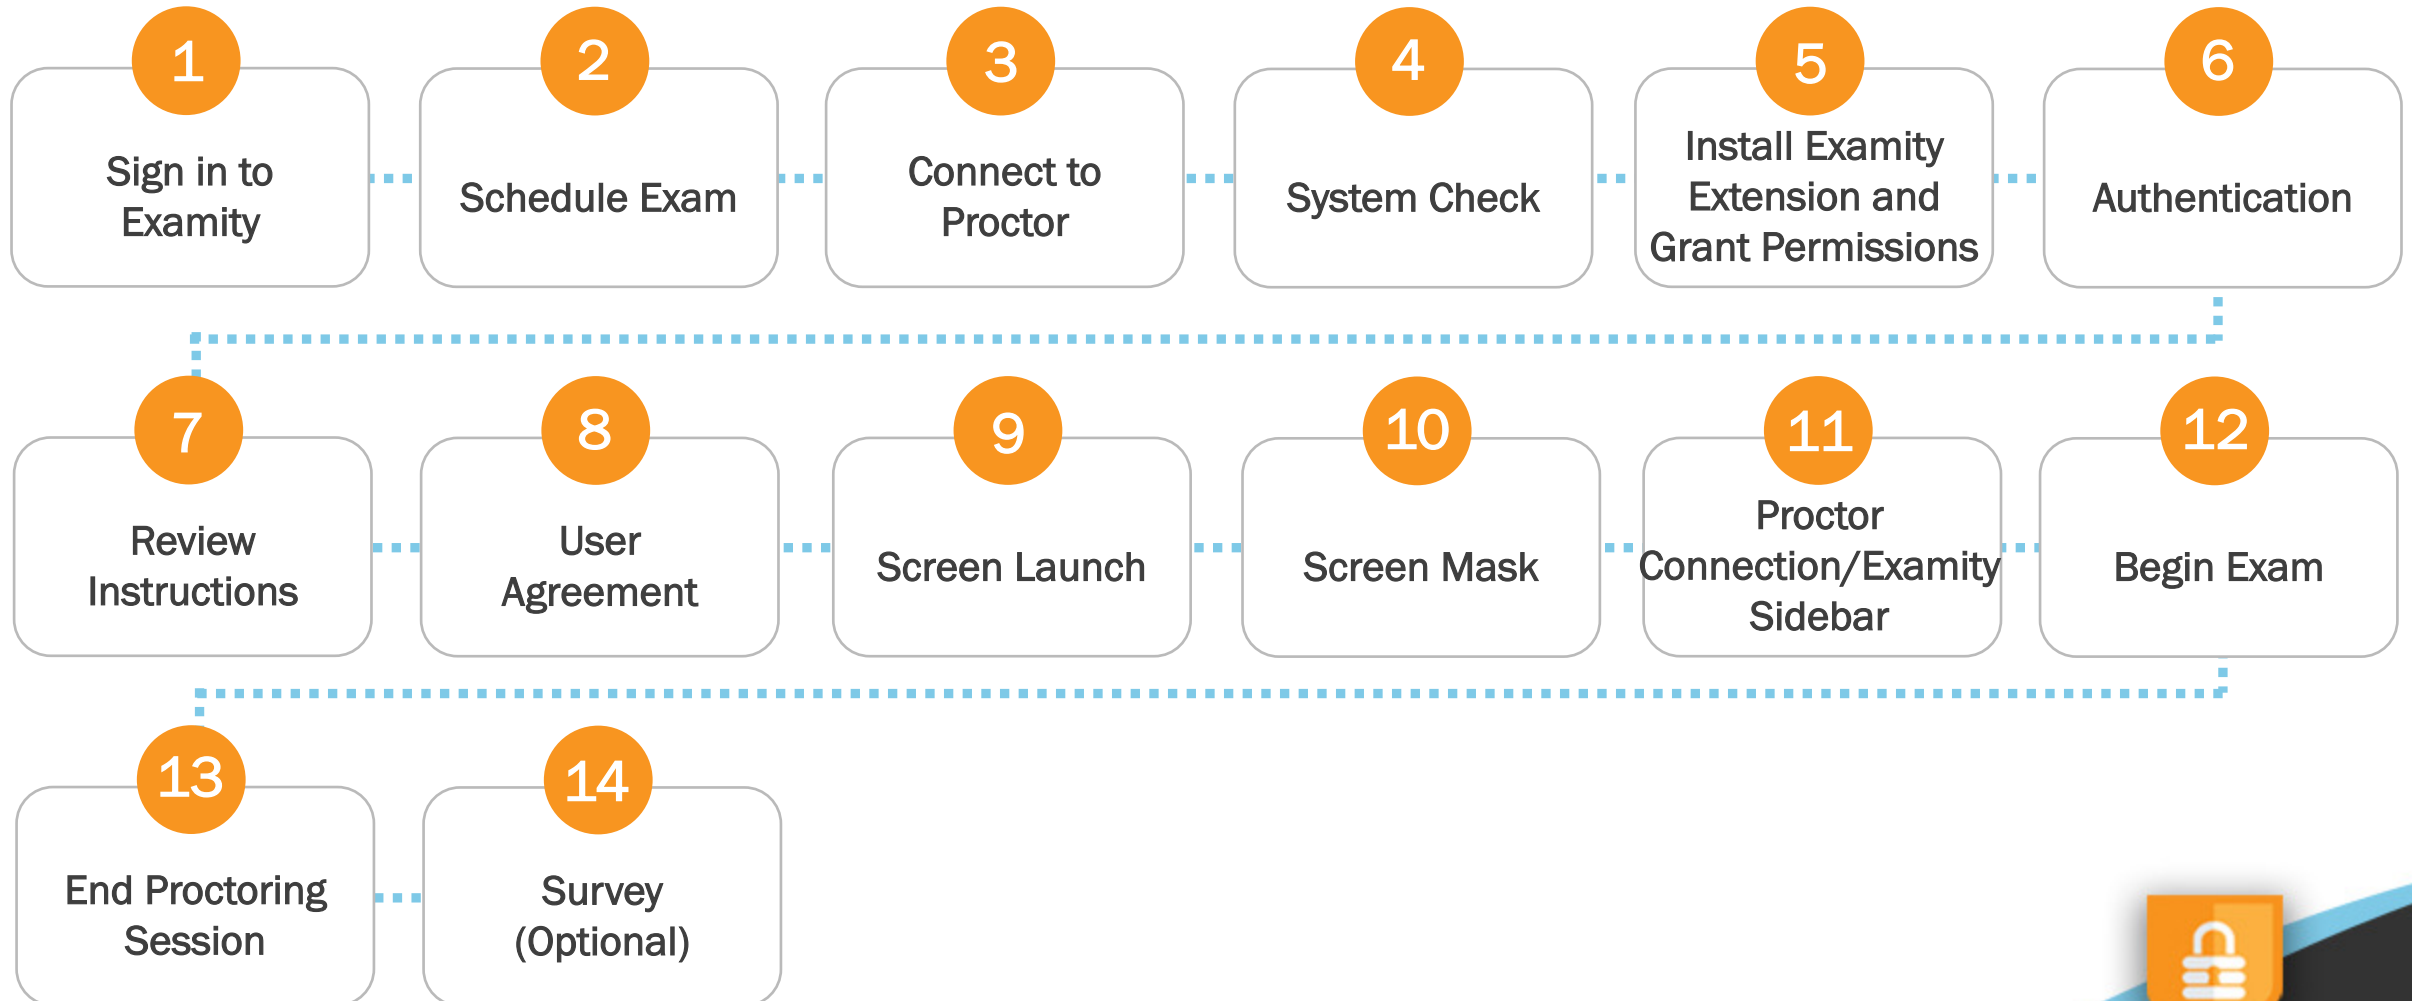 1
Sign in to
Examity
2
Schedule Exam
3
Connect to
Proctor
4
System Check
5
Install Examity
Extension and
Grant Permissions
6
Authentication
7
Review
Instructions
8
User
Agreement
9
Screen Launch
10
Screen Mask
11
Proctor
Connection/Examity
Sidebar
12
Begin Exam
13
End Proctoring
Session
14
Survey
(Optional)